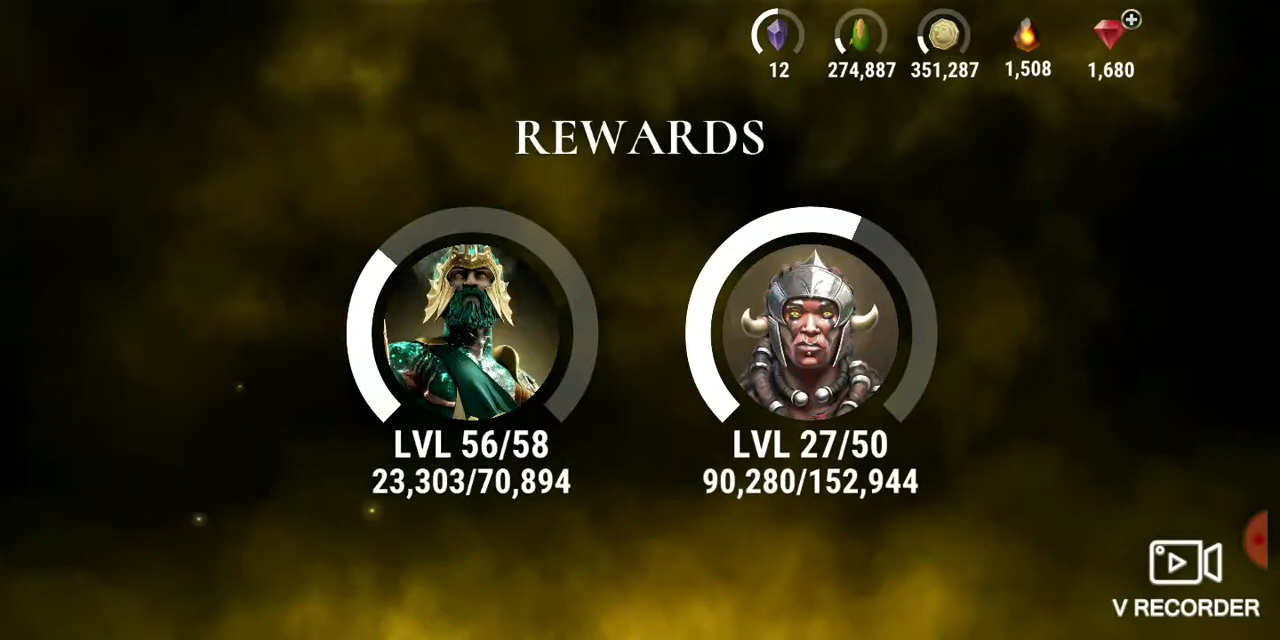 12
274,887
351,287
1,508
1,680
REWARDS
LVL 56/58
23,303/70,894
LVL 27/50
90,280/152,944
V RECORDER